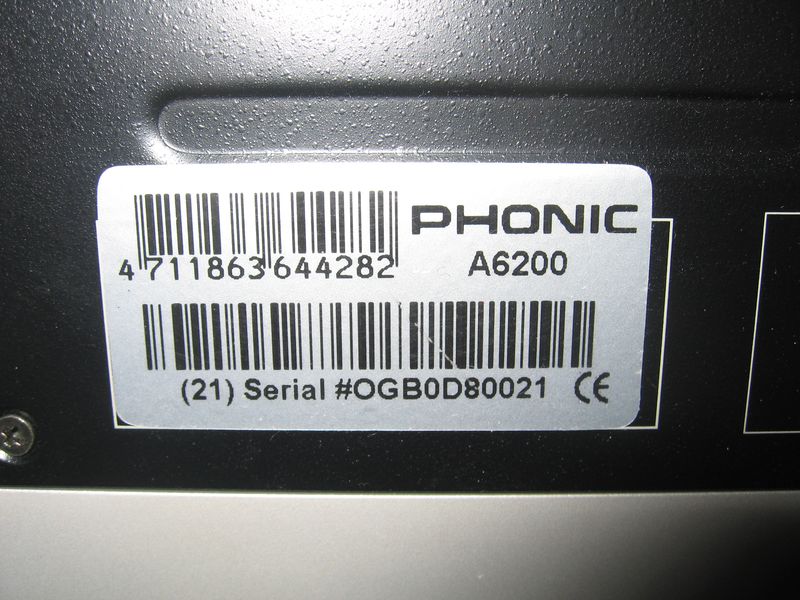 PHONIC
A6200
4 711863 644282
(21) Serial #OGB0D80021 CE